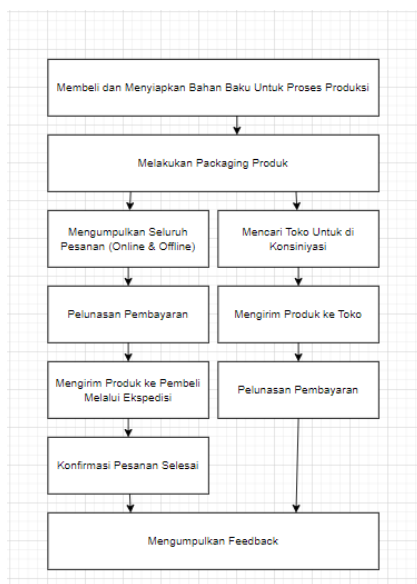 Membeli dan Menyiapkan Bahan Baku Untuk Proses Produksi
Melakukan Packaging Produk
Mengumpulkan Seluruh
Pesanan (Online & Offline)
Mencari Toko Untuk di
Konsiniyasi
Pelunasan Pembayaran
Mengirim Produk ke Toko
Mengirim Produk ke Pembeli
Melalui Ekspedisi
Pelunasan Pembayaran
Konfirmasi Pesanan Selesai
Mengumpulkan Feedback